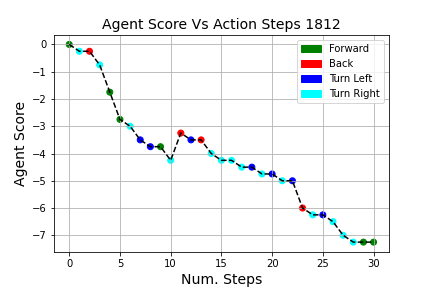 Agent Score Vs Action Steps 1812
Forward
Back
Turn Left
Turn Right
Agent Score
0
−1
−2
−3
−4
−5
−6
−7
0 5 10 15 20 25 30
Num. Steps